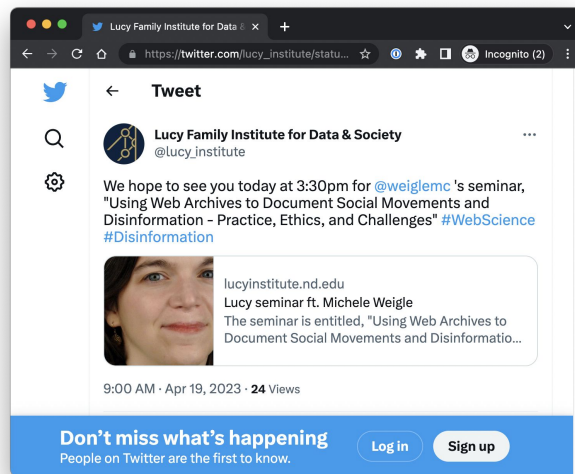 Lucy Family Institute for Data &
https://twitter.com/lucy_institute/statu...
Incognito (2)
Tweet
Lucy Family Institute for Data & Society
@lucy_institute
We hope to see you today at 3:30pm for @weiglemc 's seminar,
"Using Web Archives to Document Social Movements and
Disinformation - Practice, Ethics, and Challenges" #WebScience
#Disinformation
lucyinstitute.nd.edu
Lucy seminar ft. Michele Weigle
The seminar is entitled, "Using Web Archives to
Document Social Movements and Disinformatio...
9:00 AM · Apr 19, 2023 · 24 Views
Don't miss what's happening
People on Twitter are the first to know.
Log in
Sign up